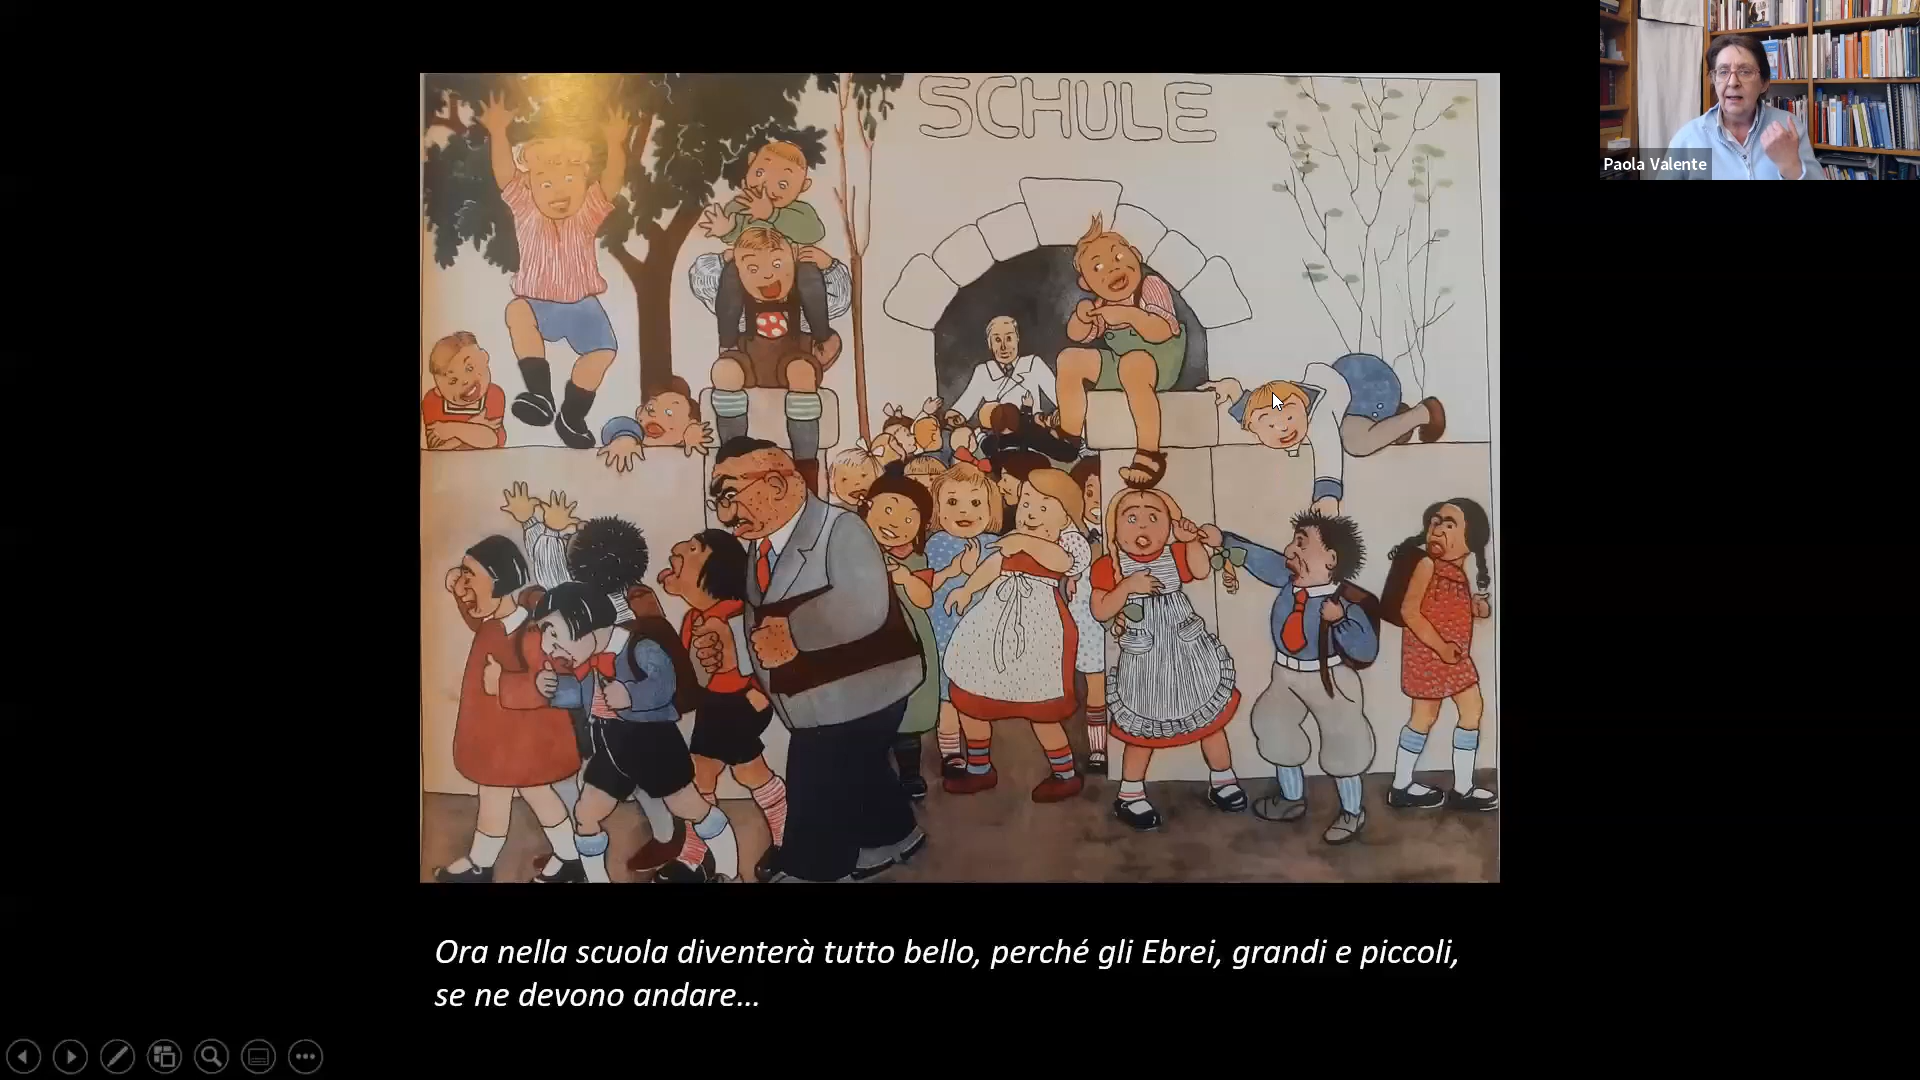 SCHULE
Paola Valente
Ora nella scuola diventerà tutto bello, perché gli Ebrei, grandi e piccoli,
se ne devono andare...